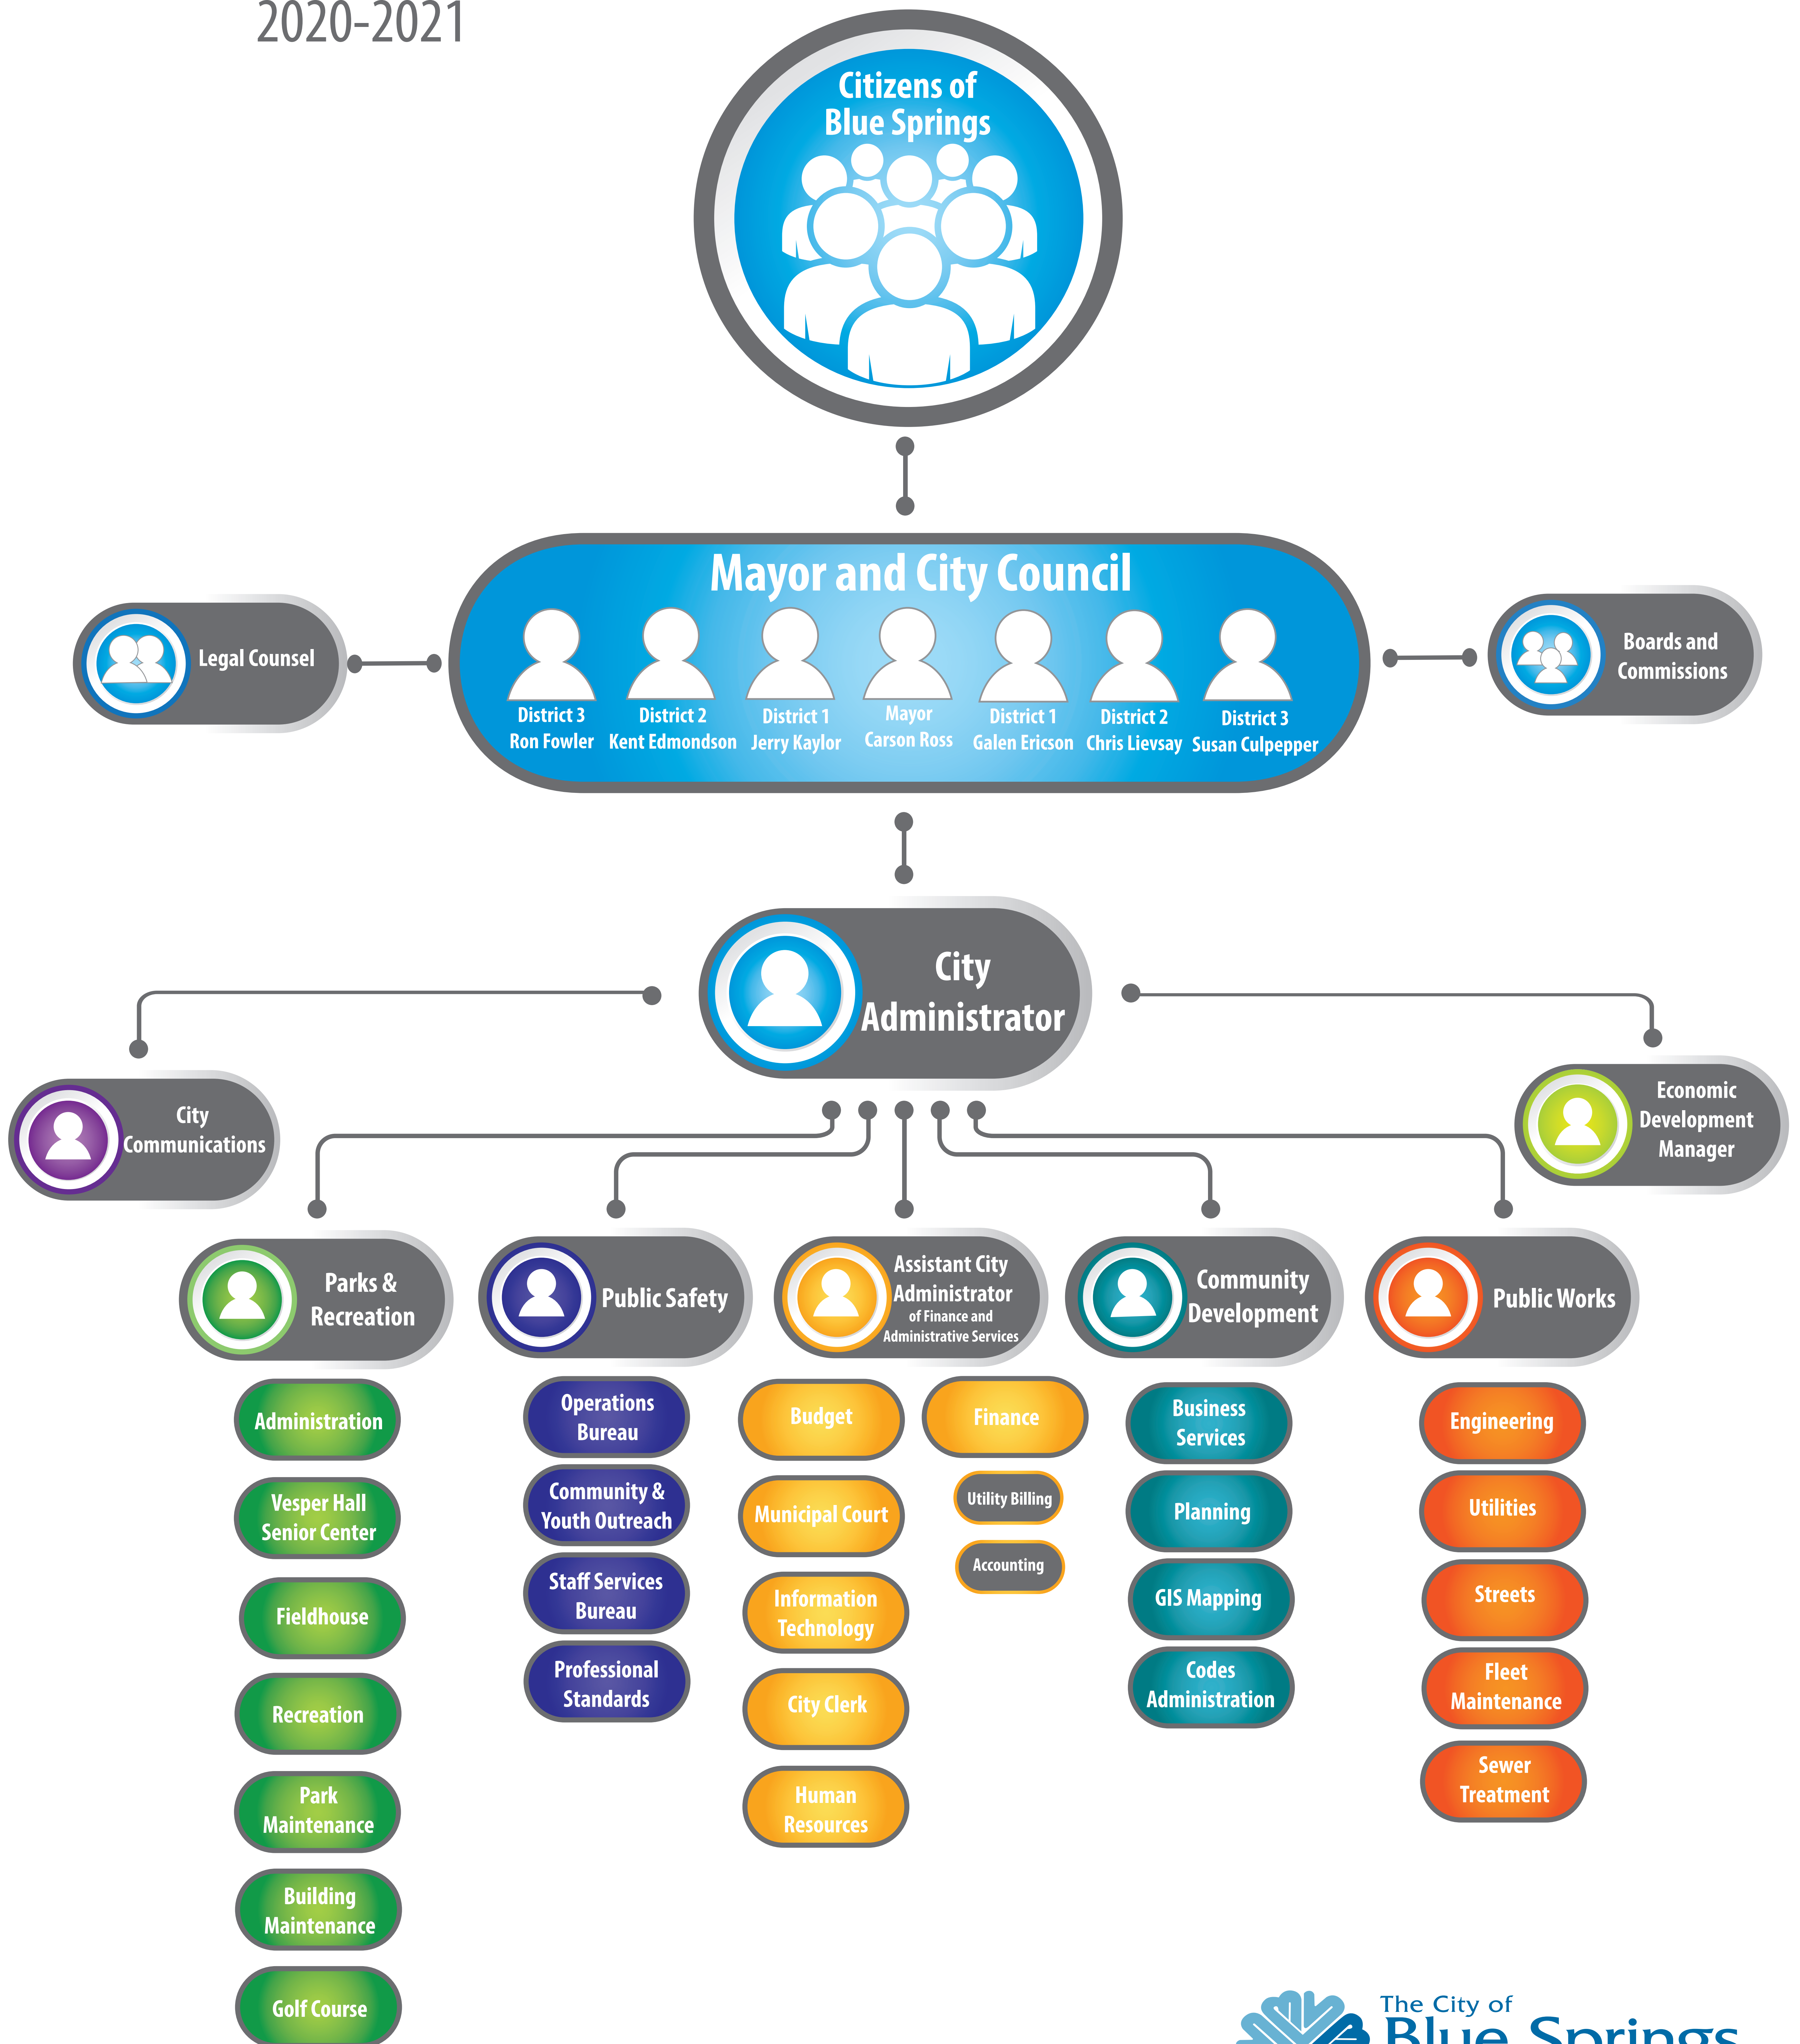 2020-2021
Citizens of
Blue Springs
Mayor and City Council
District 3
Ron Fowler
District 2
Kent Edmondson
District 1
Jerry Kaylor
Mayor
Carson Ross
District 1
Galen Ericson
District 2
Chris Lievsay
District 3
Susan Culpepper
Legal Counsel
Boards and
Commissions
City
Administrator
City
Communications
Economic
Development
Manager
Parks &
Recreation
Public Safety
Assistant City
Administrator
of Finance and
Administrative Services
Community
Development
Public Works
Administration
Vesper Hall
Senior Center
Fieldhouse
Recreation
Park
Maintenance
Building
Maintenance
Golf Course
Operations
Bureau
Community &
Youth Outreach
Staff Services
Bureau
Professional
Standards
Budget
Municipal Court
Information
Technology
City Clerk
Human
Resources
Finance
Utility Billing
Accounting
Business
Services
Planning
GIS Mapping
Codes
Administration
Engineering
Utilities
Streets
Fleet
Maintenance
Sewer
Treatment
The City of
Blue Springs